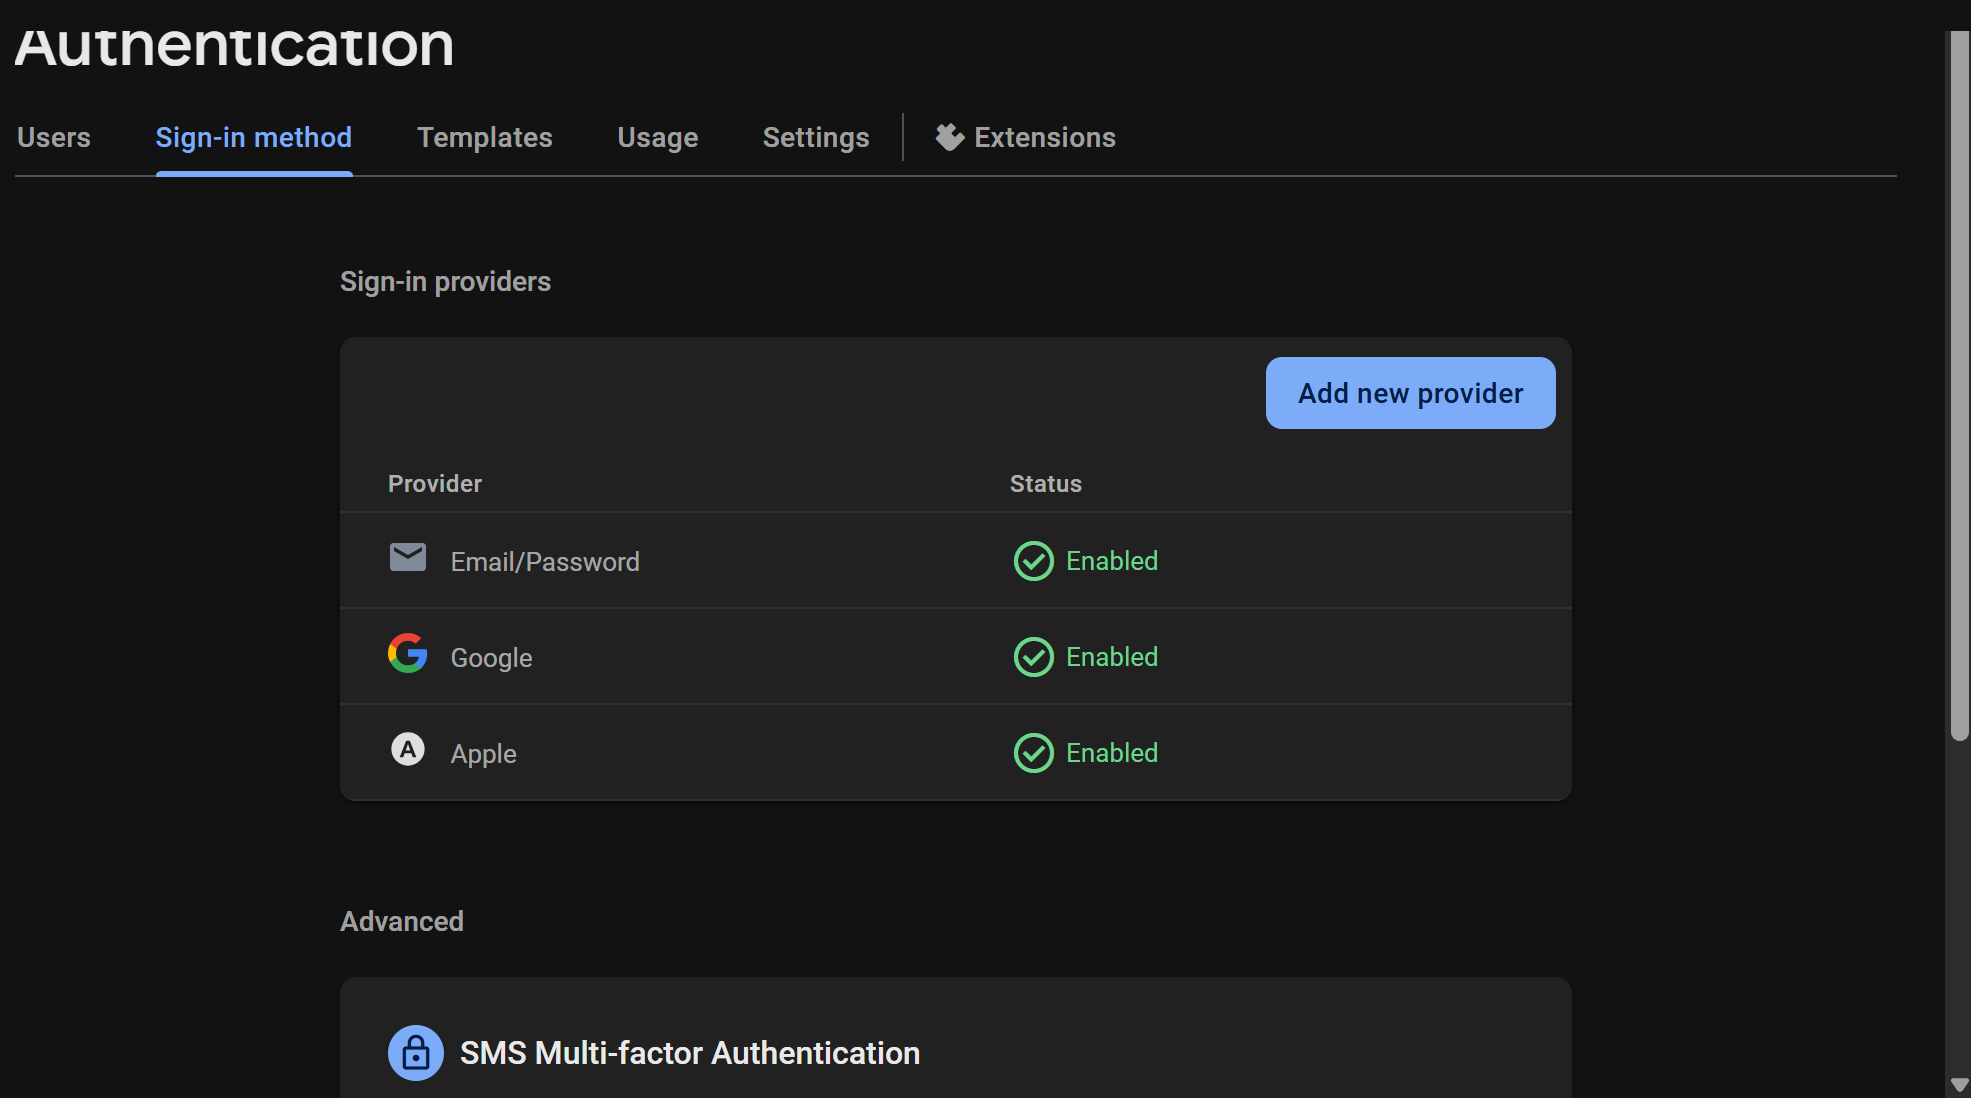 Authentication
Users Sign-in method Templates Usage Settings Extensions
Sign-in providers
Add new provider
Provider Status
Email/Password Enabled
Google Enabled
A Apple Enabled
Advanced
SMS Multi-factor Authentication